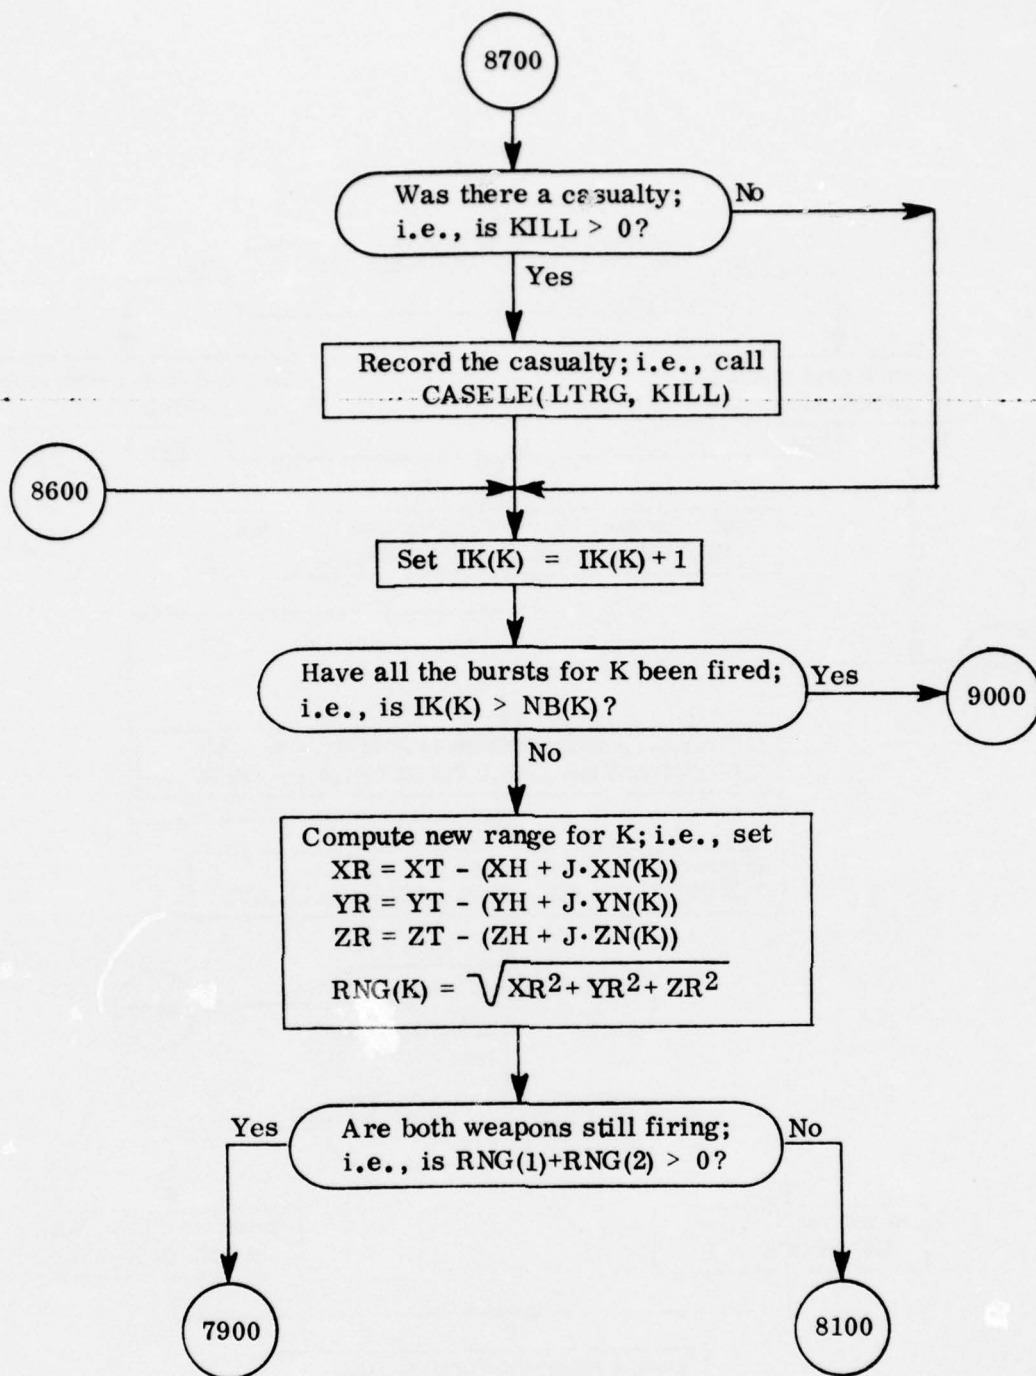 8700
Was there a casualty;
i.e., is KILL > 0?
No
Yes
Record the casualty; i.e., call
CASELE(LTRG, KILL)
8600
Set IK(K) = IK(K)+1
Have all the bursts for K been fired;
i.e., is IK(K) > NB(K)?
Yes
9000
No
Compute new range for K; i.e., set
XR = XT - (XH + J·XN(K))
YR = YT - (YH + J·YN(K))
ZR = ZT - (ZH + J·ZN(K))
RNG(K) = √XR²+ YR²+ ZR²
Yes
Are both weapons still firing;
i.e., is RNG(1)+RNG(2) > 0?
No
7900
8100